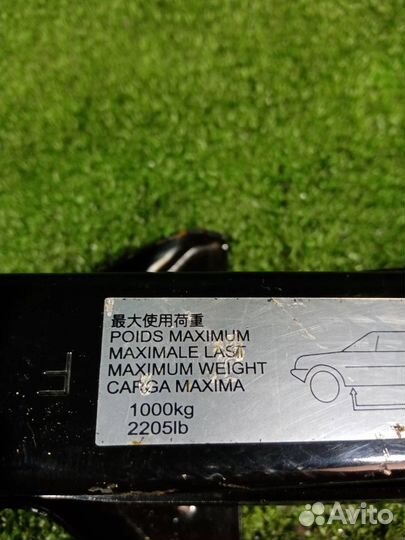 最大使用荷重
POIDS MAXIMUM
MAXIMALE LAST
MAXIMUM WEIGHT
CARGA MAXIMA
1000kg
2205lb
Avito